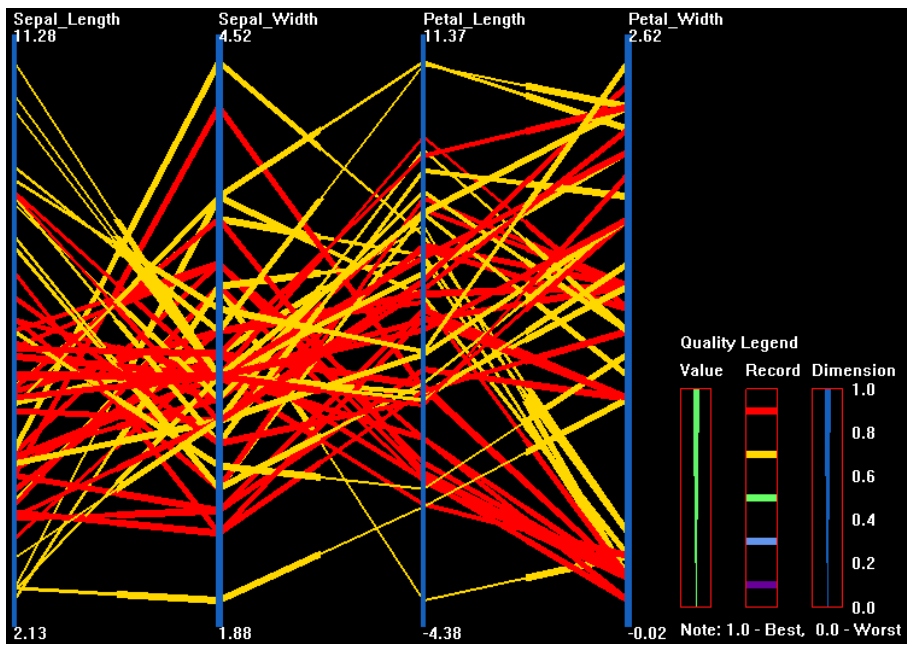 Sepal_Length Sepal_Width Petal_Length Petal_Width
11.28 4.52 11.37 2.62
Quality Legend
Value Record Dimension
1.0
0.8
0.6
0.4
0.2
0.0
2.13 1.88 -4.38 -0.02 Note: 1.0 - Best, 0.0 - Worst